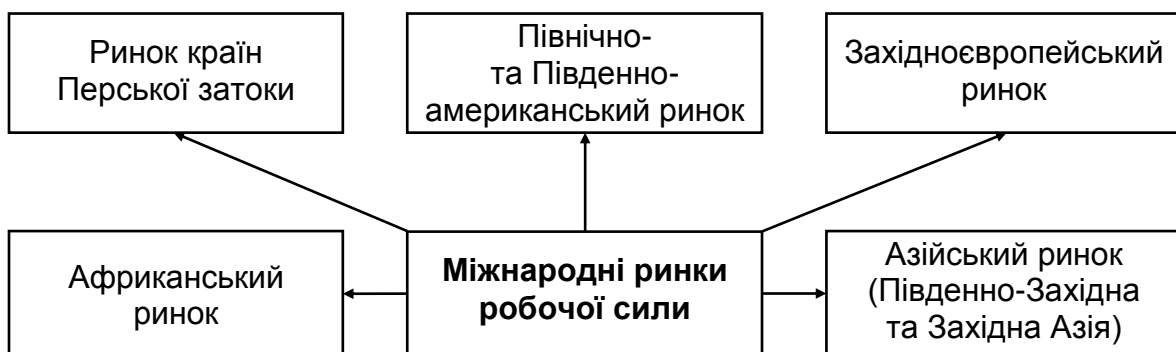 Ринок країн
Перської затоки
Північно-
та Південно-
американський ринок
Західноєвропейський
ринок
Африканський
ринок
Міжнародні ринки
робочої сили
Азійський ринок
(Південно-Західна
та Західна Азія)